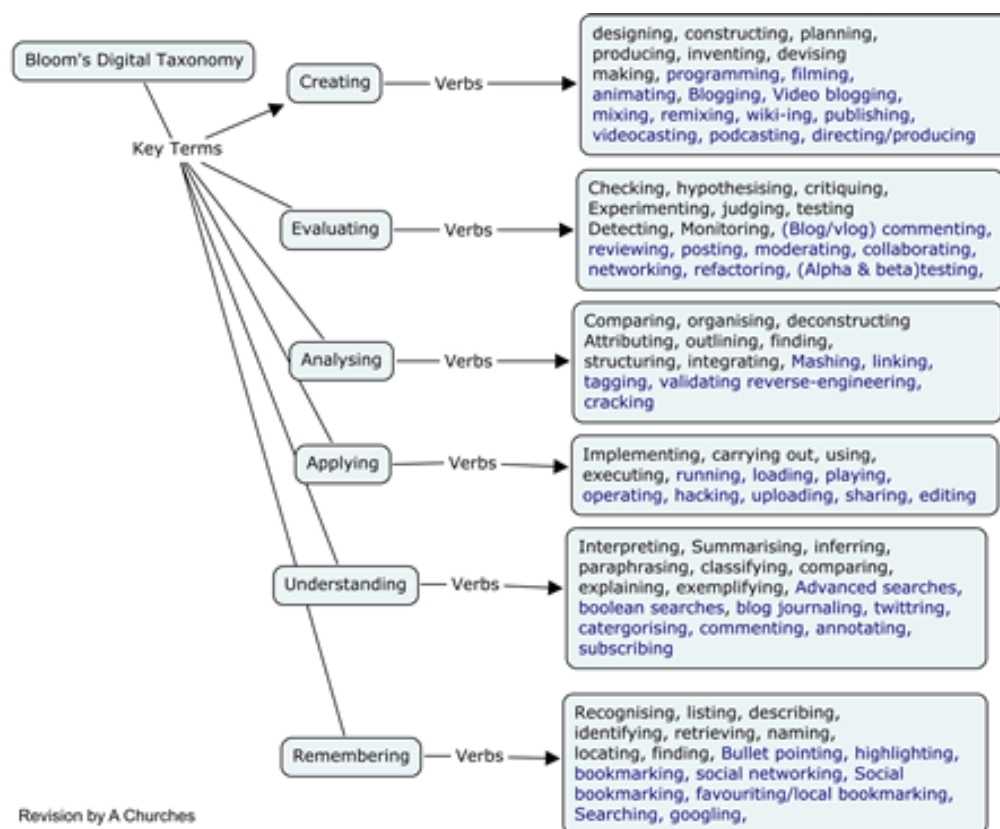 Bloom's Digital Taxonomy
Key Terms
Creating
Verbs
designing, constructing, planning,
producing, inventing, devising
making, programming, filming,
animating, Blogging, Video blogging,
mixing, remixing, wiki-ing, publishing,
videocasting, podcasting, directing/producing
Evaluating
Verbs
Checking, hypothesising, critiquing,
Experimenting, judging, testing
Detecting, Monitoring, (Blog/vlog) commenting,
reviewing, posting, moderating, collaborating,
networking, refactoring, (Alpha & beta)testing,
Analysing
Verbs
Comparing, organising, deconstructing
Attributing, outlining, finding,
structuring, integrating, Mashing, linking,
tagging, validating reverse-engineering,
cracking
Applying
Verbs
Implementing, carrying out, using,
executing, running, loading, playing,
operating, hacking, uploading, sharing, editing
Understanding
Verbs
Interpreting, Summarising, inferring,
paraphrasing, classifying, comparing,
explaining, exemplifying, Advanced searches,
boolean searches, blog journaling, twittring,
catergorising, commenting, annotating,
subscribing
Remembering
Verbs
Recognising, listing, describing,
identifying, retrieving, naming,
locating, finding, Bullet pointing, highlighting,
bookmarking, social networking, Social
bookmarking, favouriting/local bookmarking,
Searching, googling,
Revision by A Churches